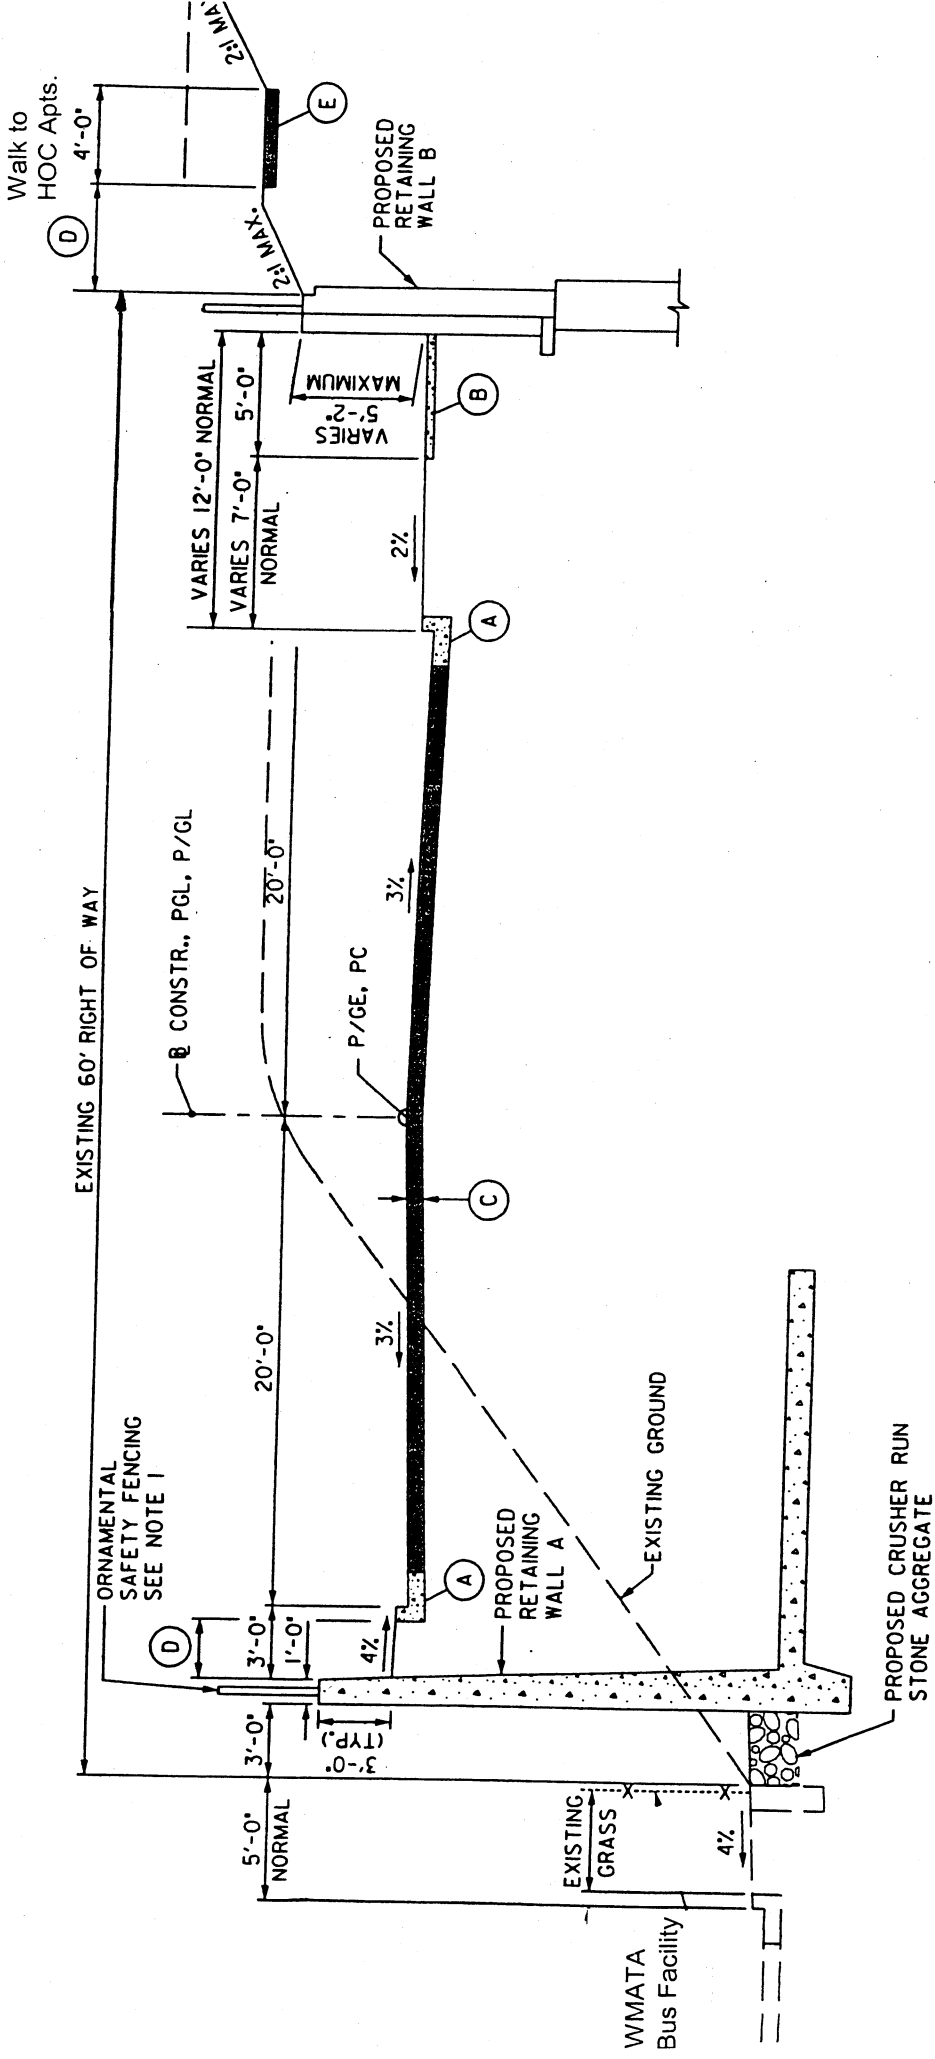 Walk to
HOC Apts.
4'-0"
D
E
2:1 MAX.
2:1 MAX.
PROPOSED
RETAINING
WALL B
EXISTING 60' RIGHT OF WAY
VARIES 12'-0" NORMAL
VARIES 7'-0"
NORMAL
5'-0"
VARIES
5'-2"
MAXIMUM
B
2%
A
20'-0"
₿ CONSTR., PGL, P/GL
P/GE, PC
3%
C
20'-0"
3%
ORNAMENTAL
SAFETY FENCING
SEE NOTE 1
D
3'-0"
1'-0"
4%
A
PROPOSED
RETAINING
WALL A
EXISTING GROUND
3'-0"
3'-0"
(TYP.)
5'-0"
NORMAL
EXISTING
GRASS
X
X
4%
PROPOSED CRUSHER RUN
STONE AGGREGATE
WMATA
Bus Facility